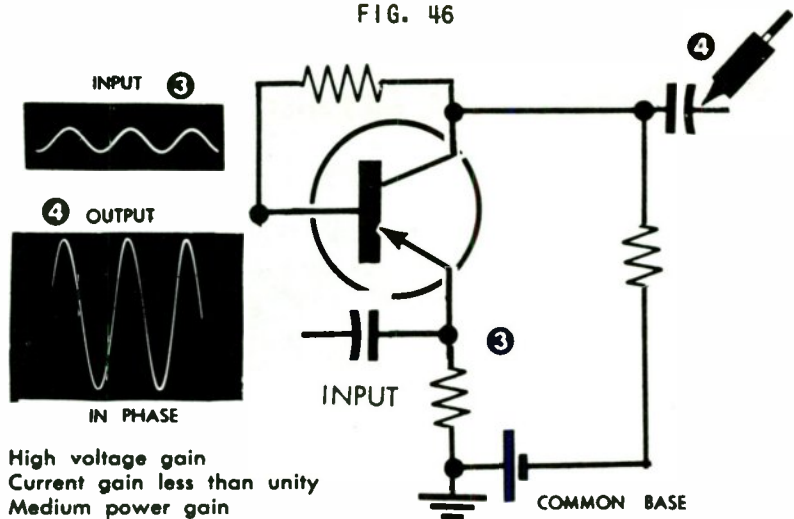 FIG. 46
INPUT 3
4
4 OUTPUT
IN PHASE
INPUT
3
High voltage gain
Current gain less than unity
Medium power gain
COMMON BASE